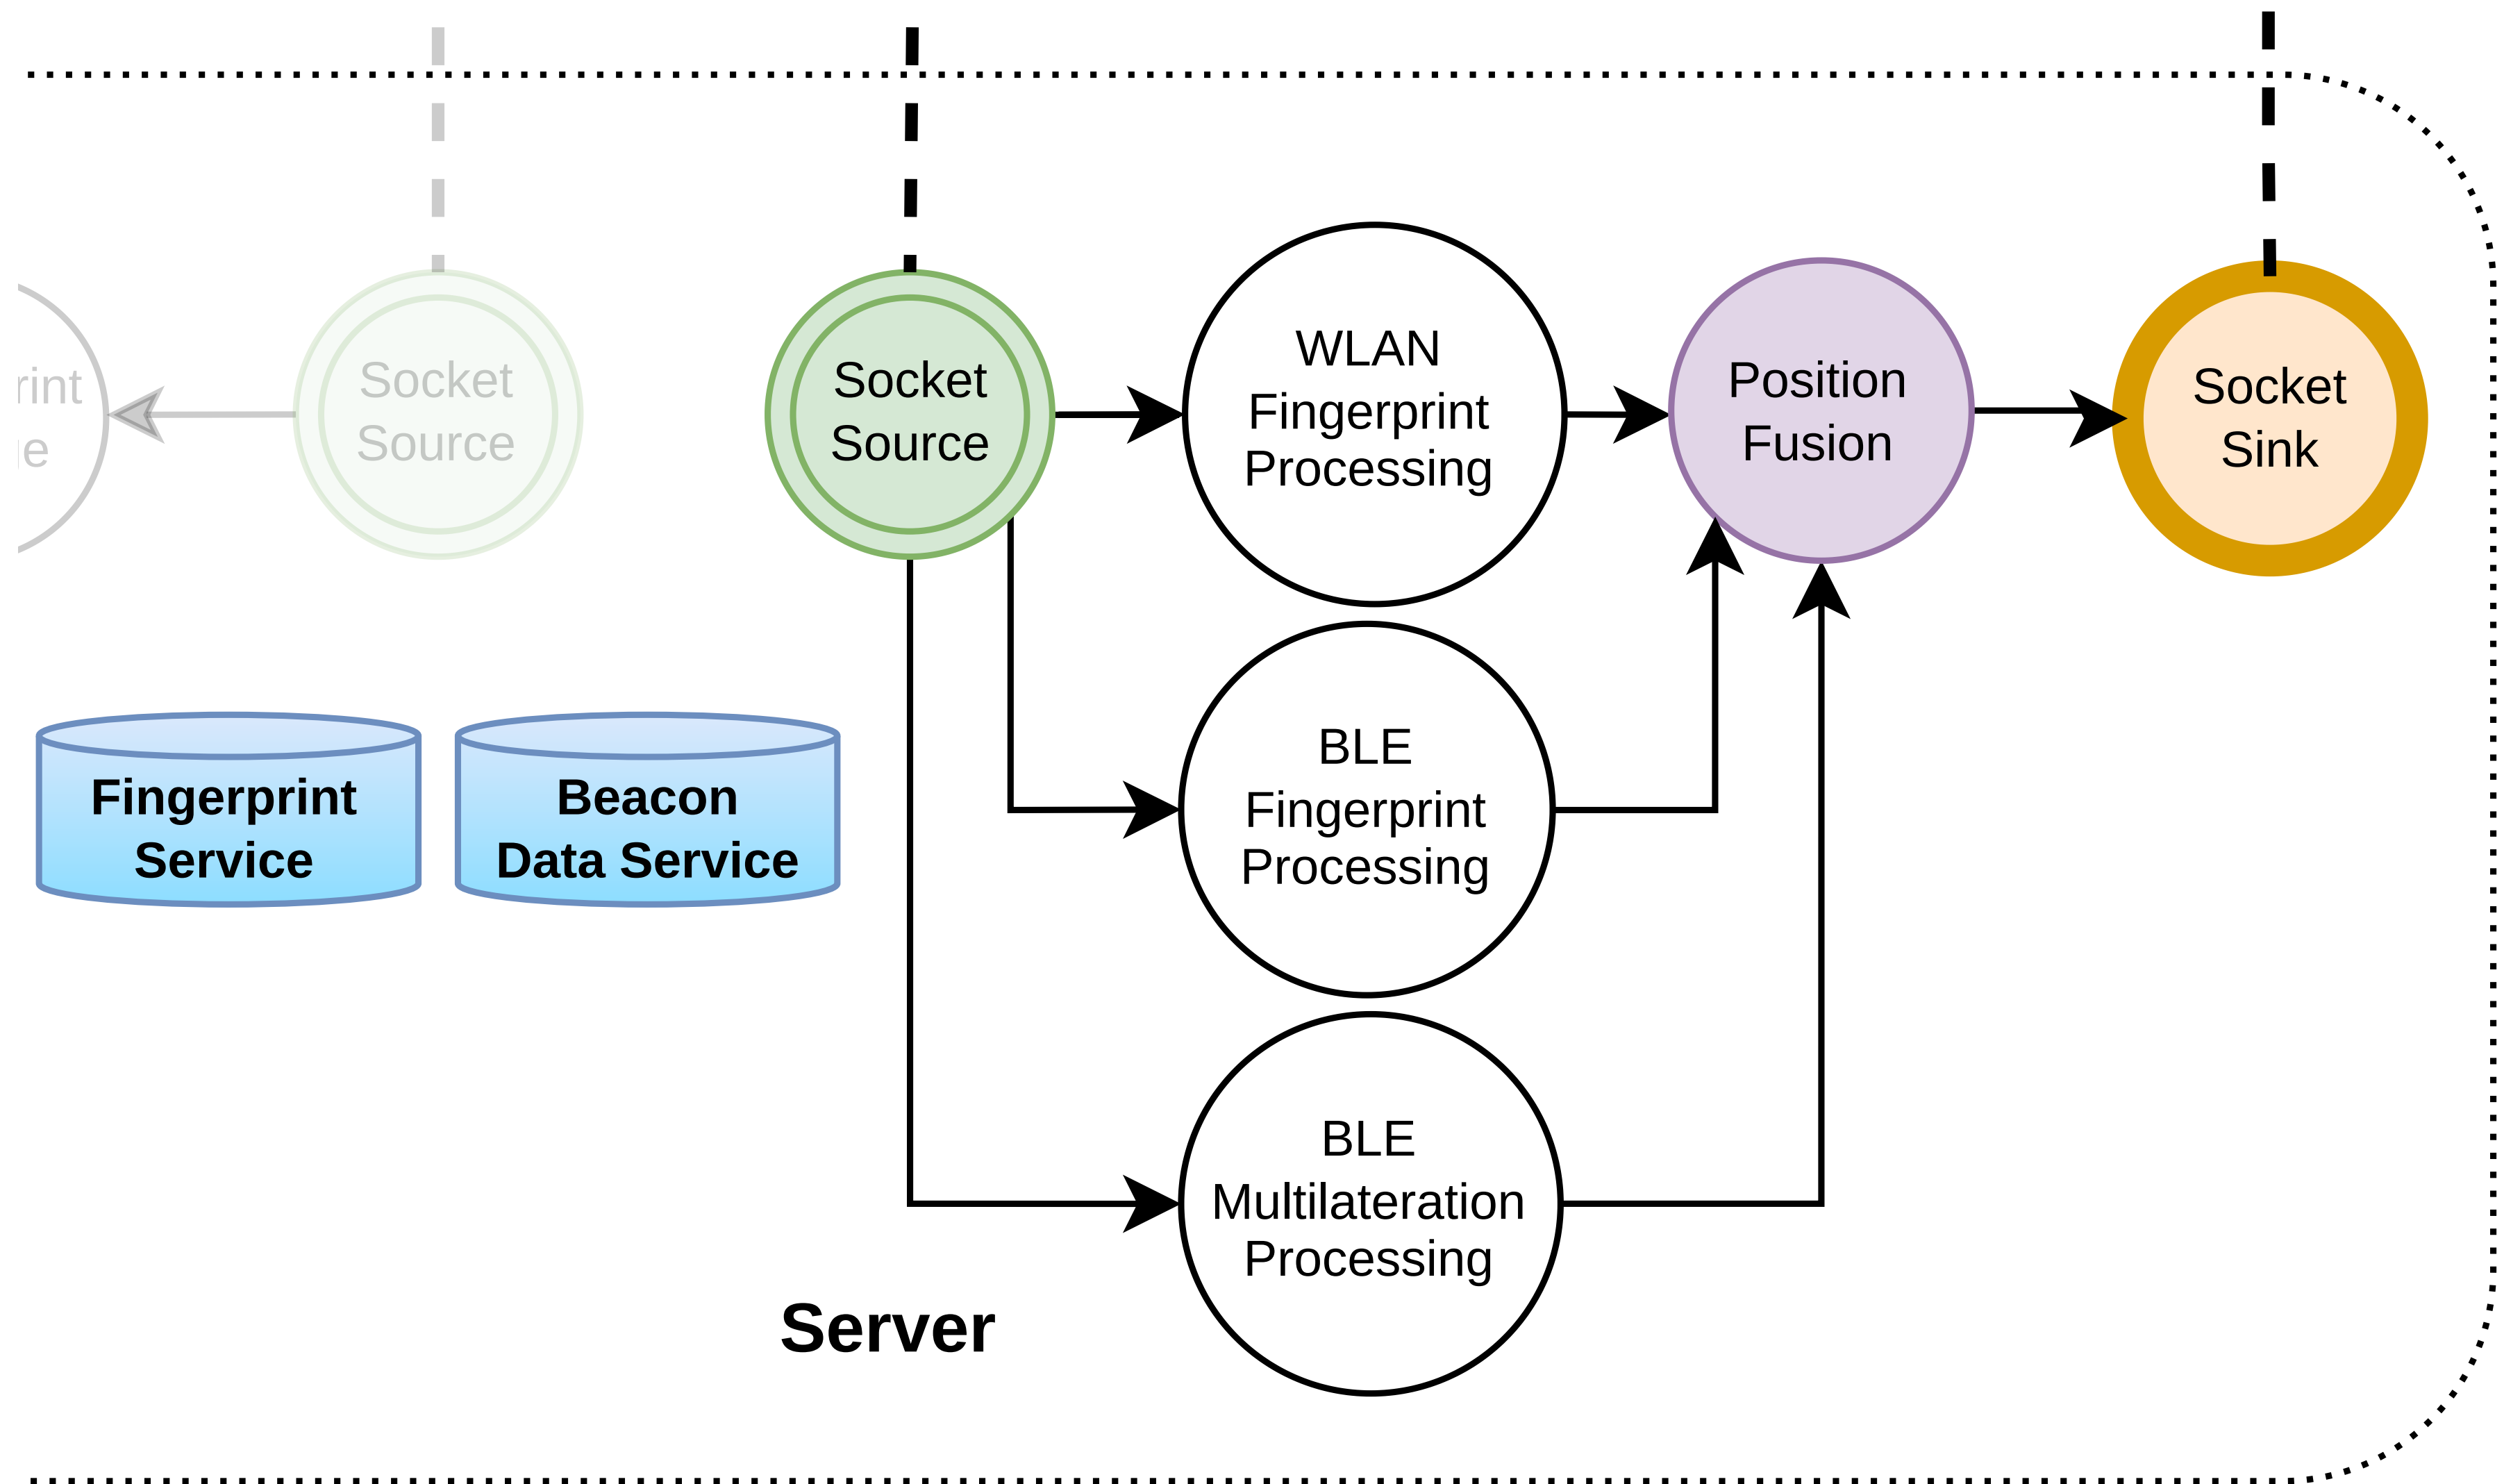 Socket
Source
Socket
Source
WLAN
Fingerprint
Processing
Position
Fusion
Socket
Sink
Fingerprint
Service
Beacon
Data Service
BLE
Fingerprint
Processing
BLE
Multilateration
Processing
Server